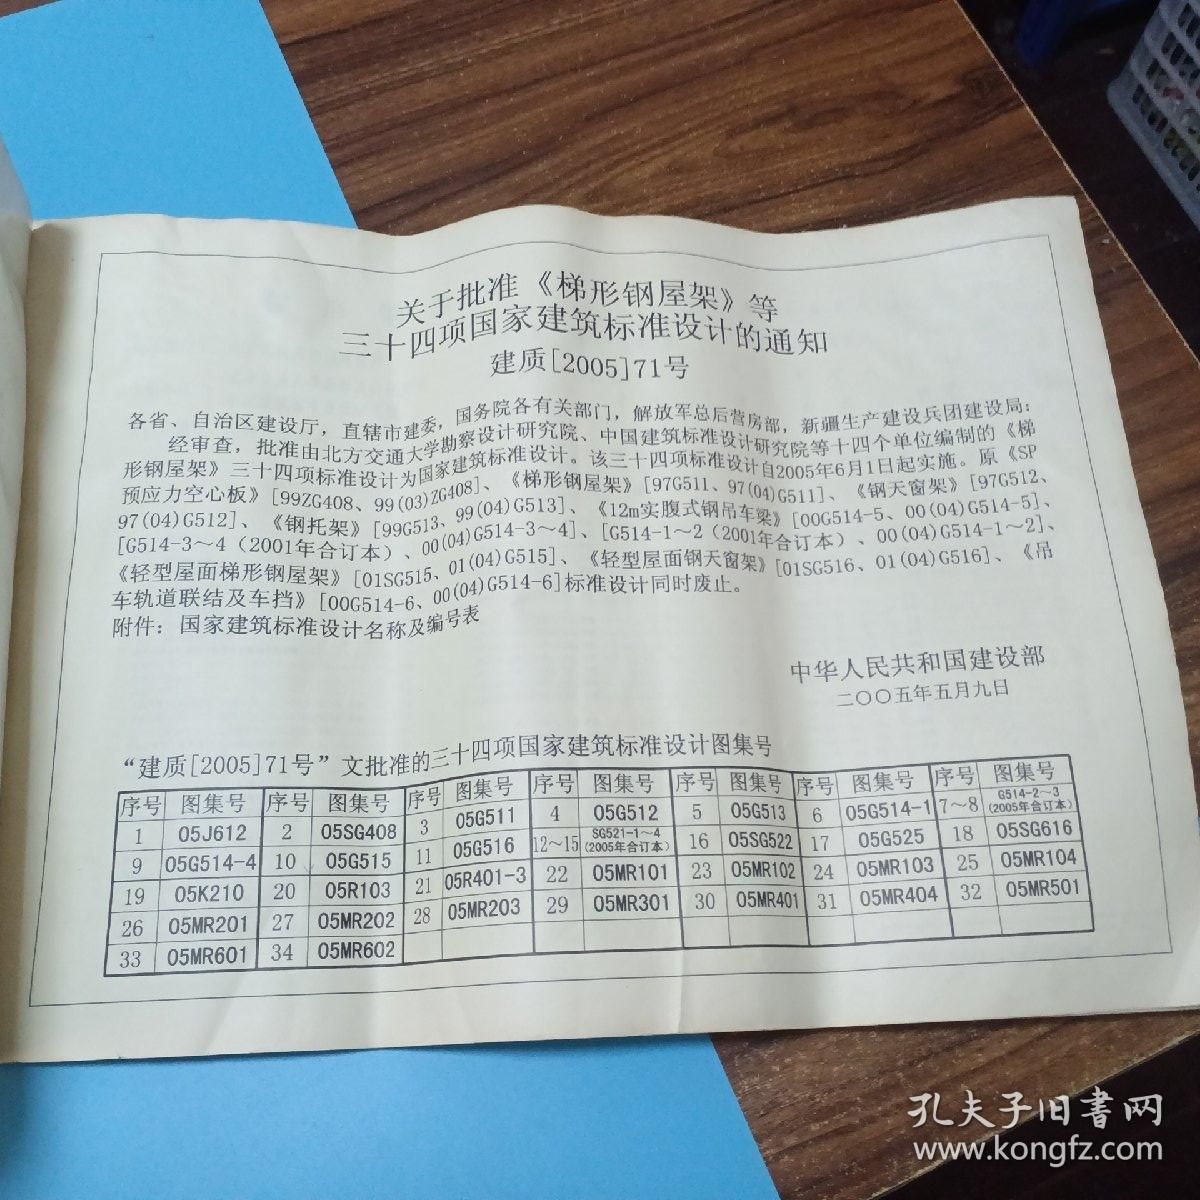 关于批准《梯形钢屋架》等
三十四项国家建筑标准设计的通知
建质[2005]71号
各省、自治区建设厅，直辖市建委，国务院各有关部门，解放军总后营房部，新疆生产建设兵团建设局：
经审查，批准由北方交通大学勘察设计研究院、中国建筑标准设计研究院等十四个单位编制的《梯
形钢屋架》三十四项标准设计为国家建筑标准设计。该三十四项标准设计自2005年6月1日起实施。原《SP
预应力空心板》[99ZG408、99(03)ZG408]、《梯形钢屋架》[97G511、97(04)G511]、《钢天窗架》[97G512、
97(04)G512]、《钢托架》[99G513、99(04)G513]、《12m实腹式钢吊车梁》[00G514-5、00(04)G514-5]、
[G514-3～4（2001年合订本）、00(04)G514-3～4]、[G514-1～2（2001年合订本）、00(04)G514-1～2]、
《轻型屋面梯形钢屋架》[01SG515、01(04)G515]、《轻型屋面钢天窗架》[01SG516、01(04)G516]、《吊
车轨道联结及车挡》[00G514-6、00(04)G514-6]标准设计同时废止。
附件：国家建筑标准设计名称及编号表
中华人民共和国建设部
二〇〇五年五月九日
“建质[2005]71号”文批准的三十四项国家建筑标准设计图集号
序号 图集号 序号 图集号 序号 图集号 序号 图集号 序号 图集号 序号 图集号 序号 图集号
1 05J612 2 05SG408 3 05G511 4 05G512 5 05G513 6 05G514-1 7～8 G514-2～3（2005年合订本）
9 05G514-4 10 05G515 11 05G516 12～15 SG521-1～4（2005年合订本） 16 05SG522 17 05G525 18 05SG616
19 05K210 20 05R103 21 05R401-3 22 05MR101 23 05MR102 24 05MR103 25 05MR104
26 05MR201 27 05MR202 28 05MR203 29 05MR301 30 05MR401 31 05MR404 32 05MR501
33 05MR601 34 05MR602
孔夫子旧书网
www.kongfz.com